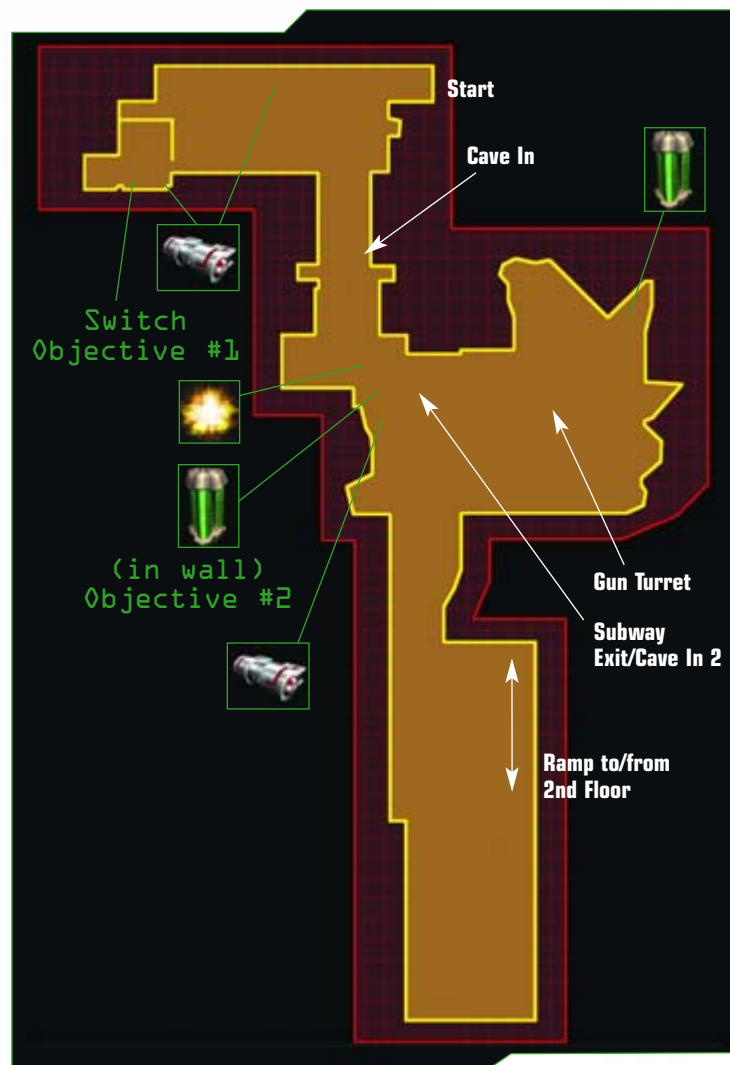 Start
Cave In
Switch
Objective #1
(in wall)
Objective #2
Gun Turret
Subway
Exit/Cave In 2
Ramp to/from
2nd Floor